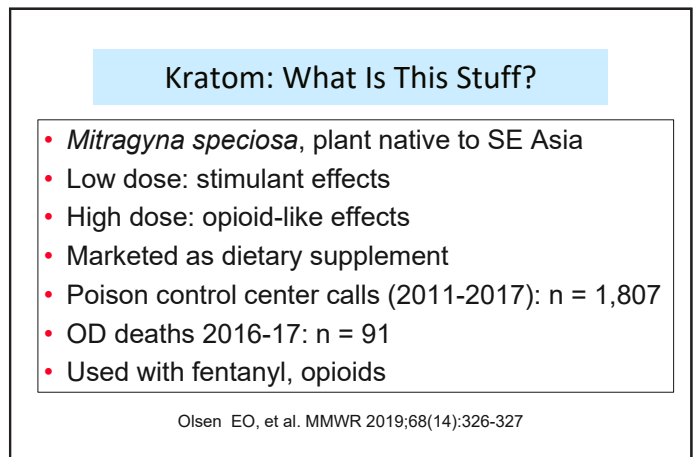 Kratom: What Is This Stuff?
• Mitragyna speciosa, plant native to SE Asia
• Low dose: stimulant effects
• High dose: opioid-like effects
• Marketed as dietary supplement
• Poison control center calls (2011-2017): n = 1,807
• OD deaths 2016-17: n = 91
• Used with fentanyl, opioids
Olsen EO, et al. MMWR 2019;68(14):326-327